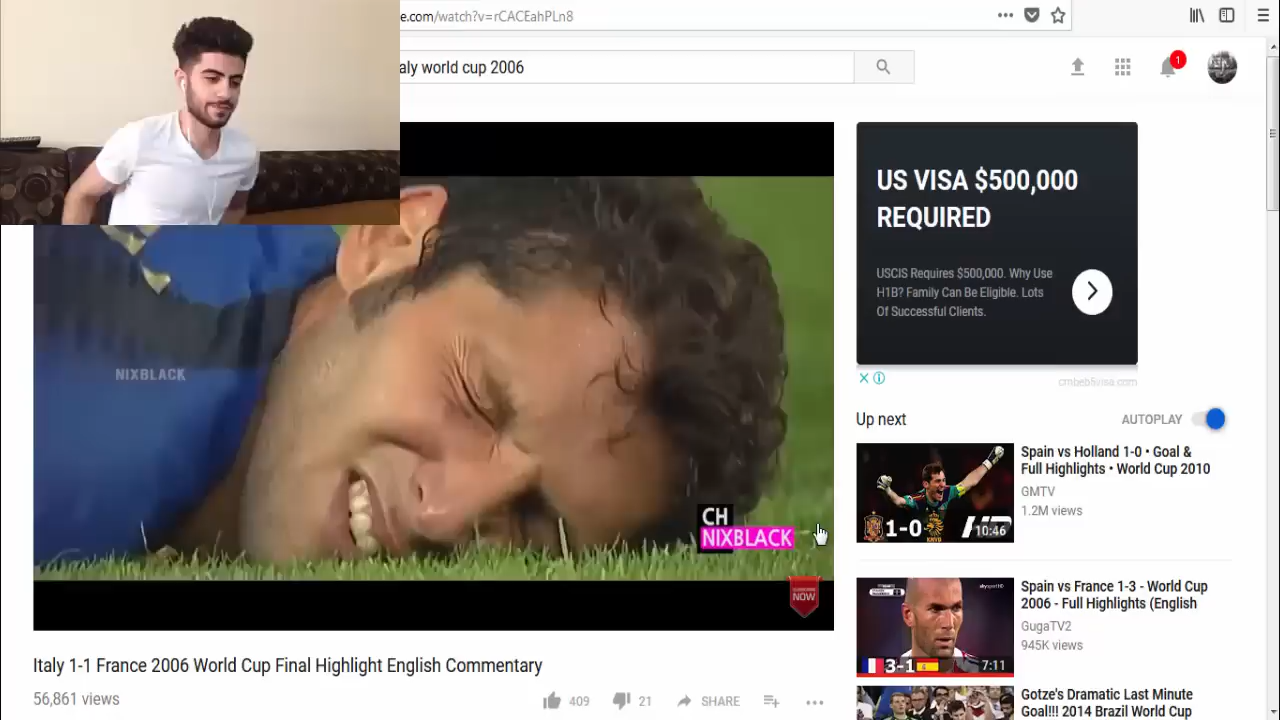 e.com/watch?v=rCACEahPLn8
aly world cup 2006
1
US VISA $500,000
REQUIRED
USCIS Requires $500,000. Why Use
H1B? Family Can Be Eligible. Lots
Of Successful Clients.
cmbeb5visa.com
NIXBLACK
CH
NIXBLACK
NOW
Up next
AUTOPLAY
Spain vs Holland 1-0 • Goal &
Full Highlights • World Cup 2010
GMTV
1.2M views
1-0
HD
10:46
Spain vs France 1-3 - World Cup
2006 - Full Highlights (English
GugaTV2
945K views
3-1
7:11
Gotze's Dramatic Last Minute
Goal!!! 2014 Brazil World Cup
Italy 1-1 France 2006 World Cup Final Highlight English Commentary
56,861 views
409
21
SHARE